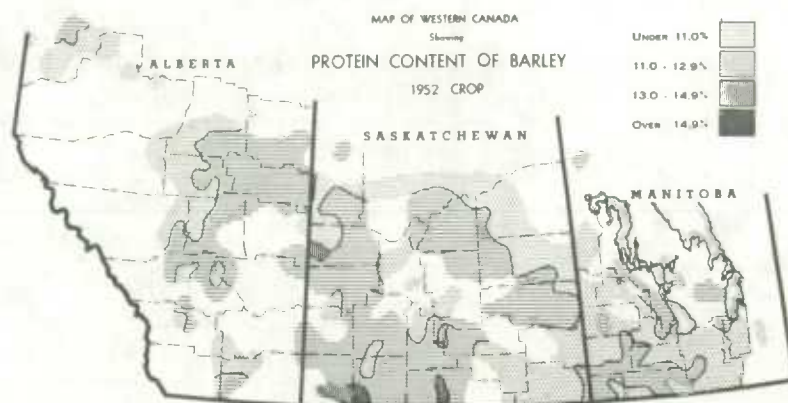 MAP OF WESTERN CANADA
Showing
PROTEIN CONTENT OF BARLEY
1952 CROP
UNDER 11.0%
11.0 - 12.9%
13.0 - 14.9%
OVER 14.9%
ALBERTA
SASKATCHEWAN
MANITOBA